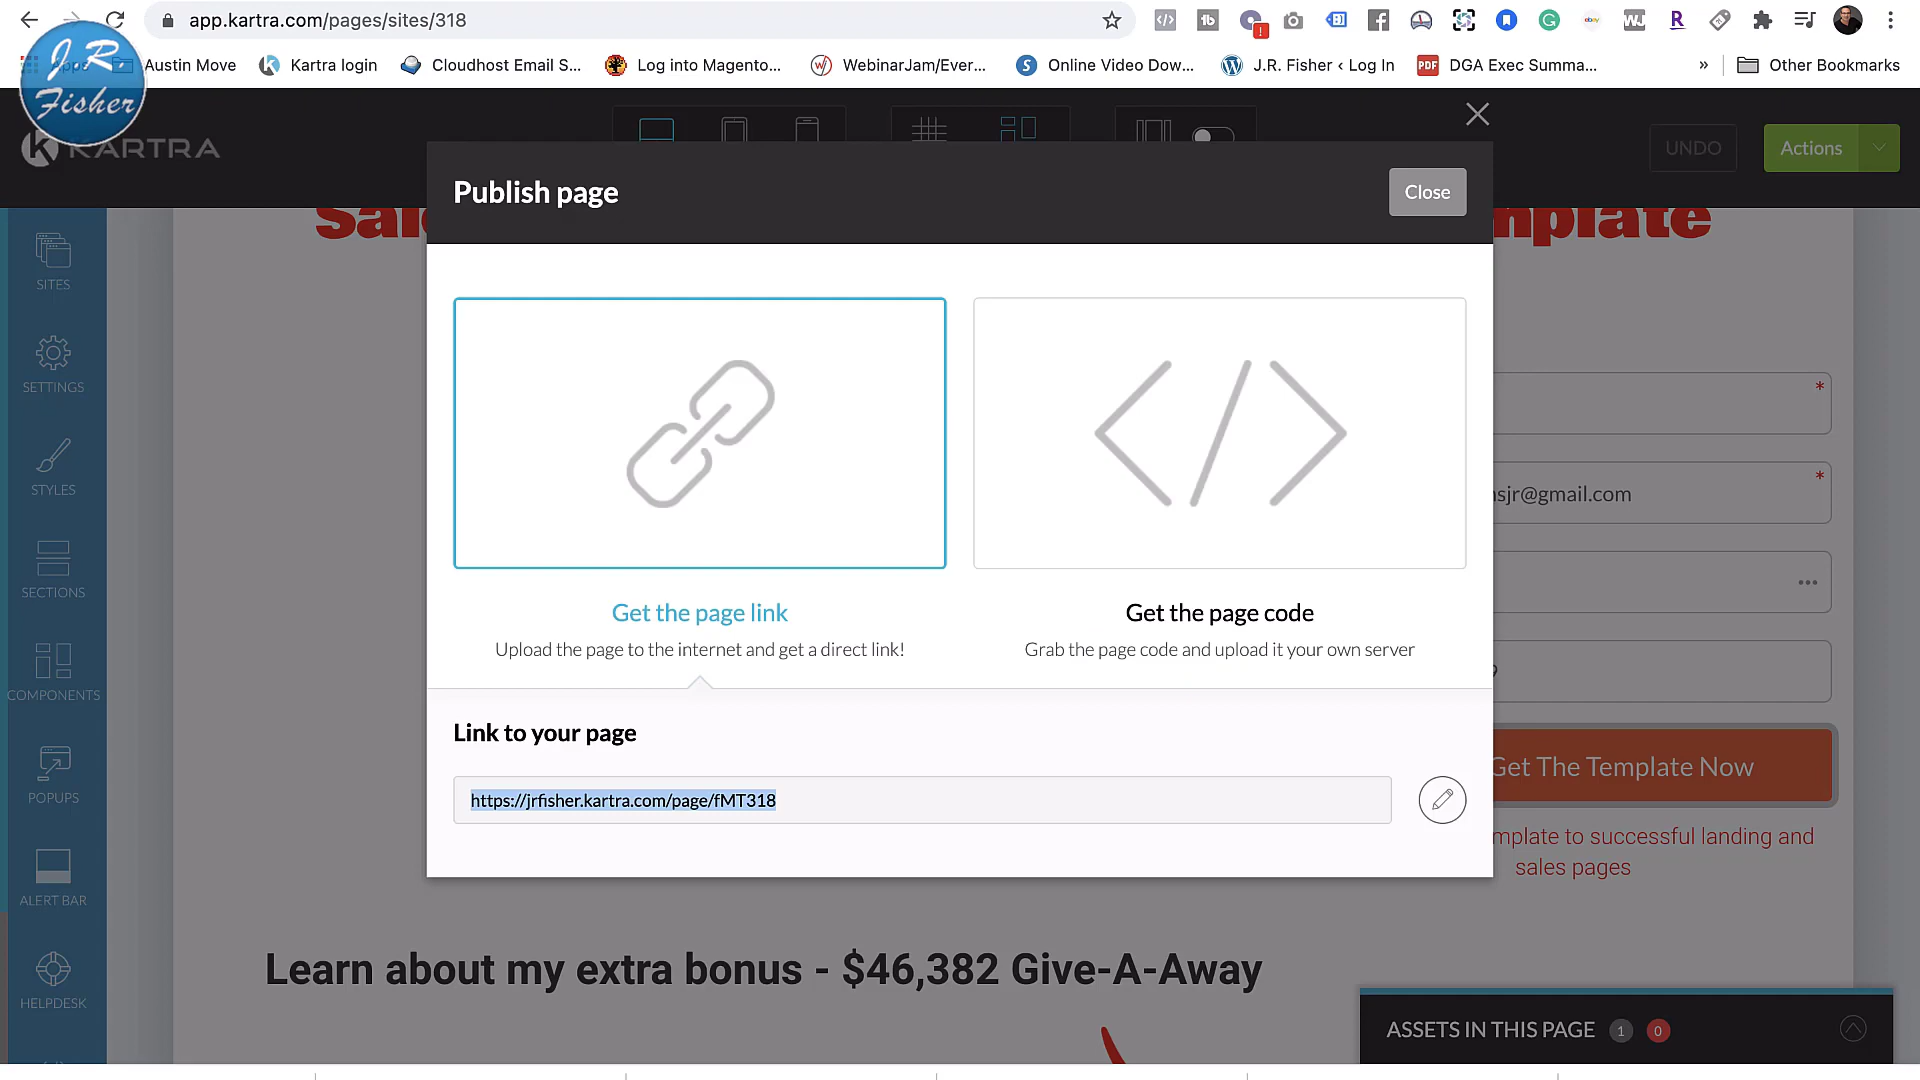 app.kartra.com/pages/sites/318
Apps
Austin Move
Kartra login
Cloudhost Email S...
Log into Magento...
WebinarJam/Ever...
Online Video Dow...
J.R. Fisher ‹ Log In
PDF
DGA Exec Summa...
»
Other Bookmarks
J. R.
Fisher
KARTRA
UNDO
Actions
Publish page
Close
SITES
SETTINGS
STYLES
SECTIONS
COMPONENTS
POPUPS
ALERT BAR
HELPDESK
Get the page link
Upload the page to the internet and get a direct link!
Get the page code
Grab the page code and upload it your own server
Link to your page
https://jrfisher.kartra.com/page/fMT318
*
*
nsjr@gmail.com
Get The Template Now
mplate to successful landing and
sales pages
Learn about my extra bonus - $46,382 Give-A-Away
ASSETS IN THIS PAGE 1 0